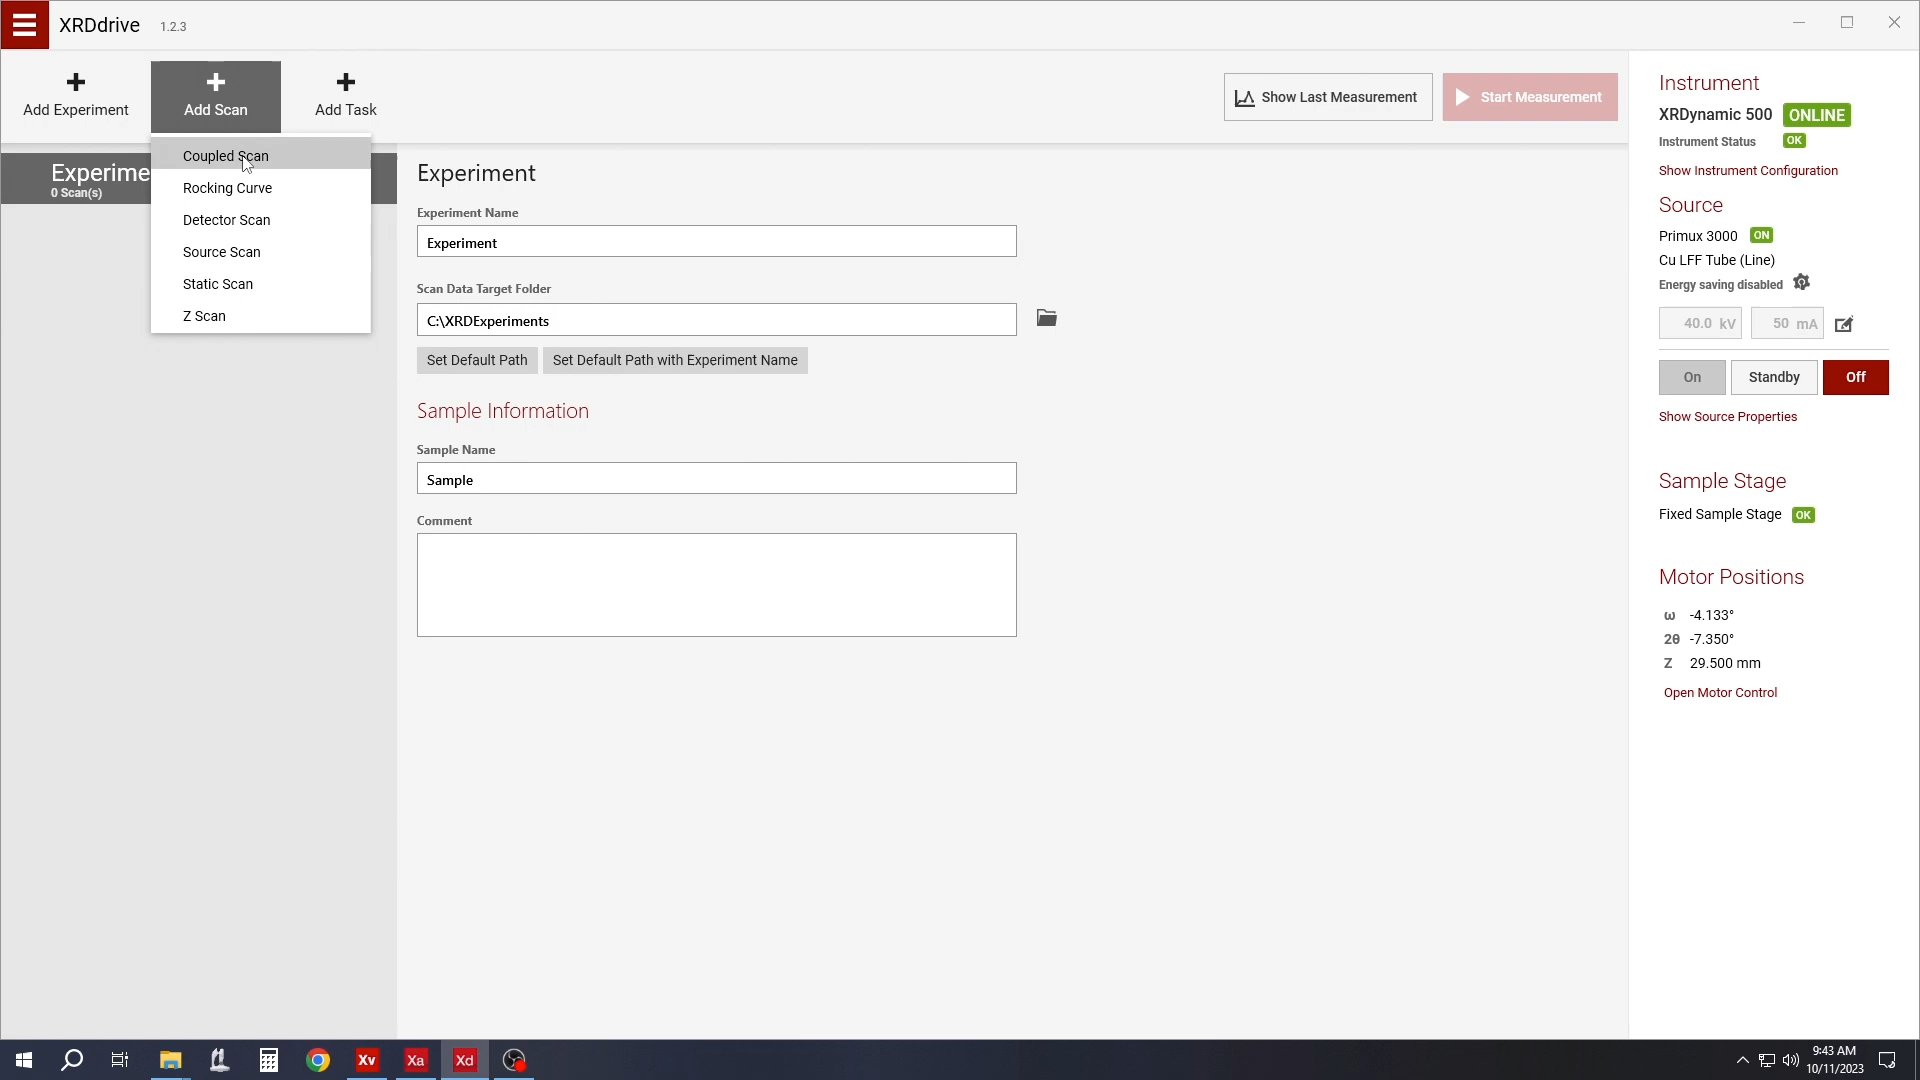 XRDdrive 1.2.3
Add Experiment
Add Scan
Add Task
Show Last Measurement
Start Measurement
Coupled Scan
Rocking Curve
Detector Scan
Source Scan
Static Scan
Z Scan
Experime
0 Scan(s)
Experiment
Experiment Name
Experiment
Scan Data Target Folder
C:\XRDExperiments
Set Default Path
Set Default Path with Experiment Name
Sample Information
Sample Name
Sample
Comment
Instrument
XRDynamic 500 ONLINE
Instrument Status OK
Show Instrument Configuration
Source
Primux 3000 ON
Cu LFF Tube (Line)
Energy saving disabled
40.0 kV 50 mA
On Standby Off
Show Source Properties
Sample Stage
Fixed Sample Stage OK
Motor Positions
ω -4.133°
2θ -7.350°
Z 29.500 mm
Open Motor Control
Xv Xa Xd
9:43 AM
10/11/2023